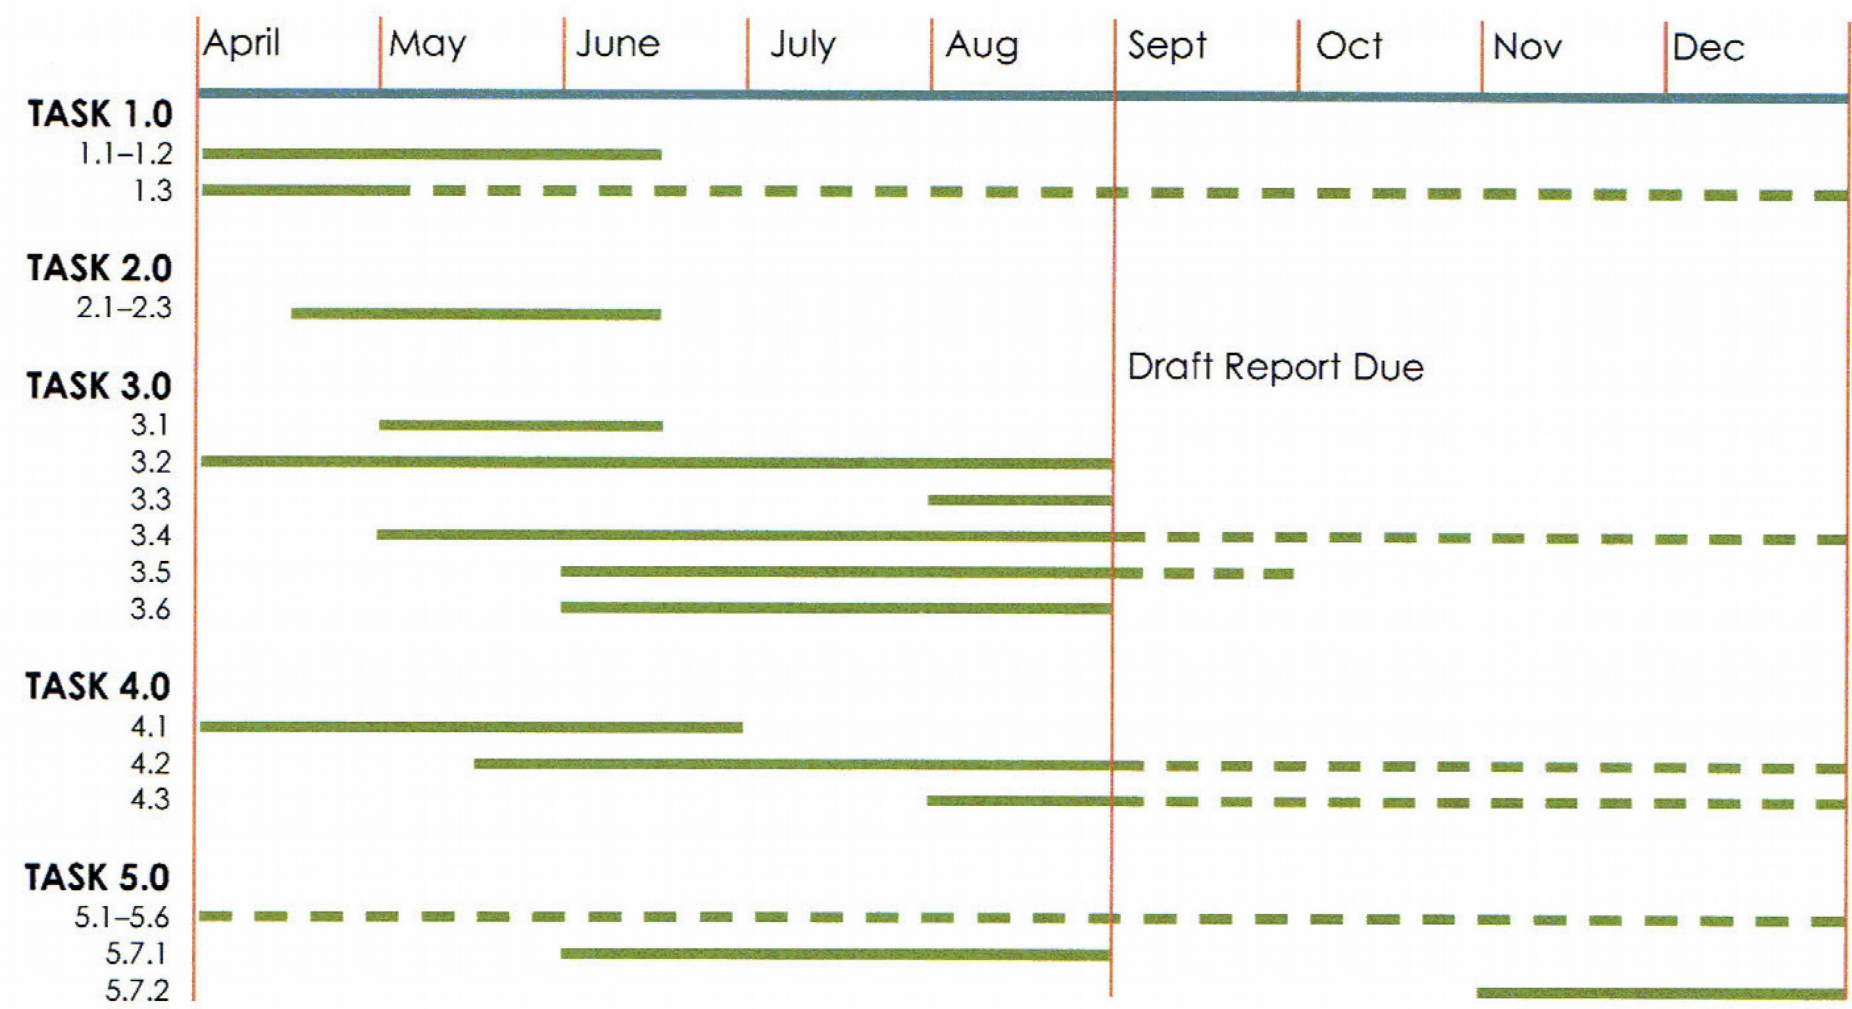 April May June July Aug Sept Oct Nov Dec
TASK 1.0
1.1–1.2
1.3
TASK 2.0
2.1–2.3
Draft Report Due
TASK 3.0
3.1
3.2
3.3
3.4
3.5
3.6
TASK 4.0
4.1
4.2
4.3
TASK 5.0
5.1–5.6
5.7.1
5.7.2